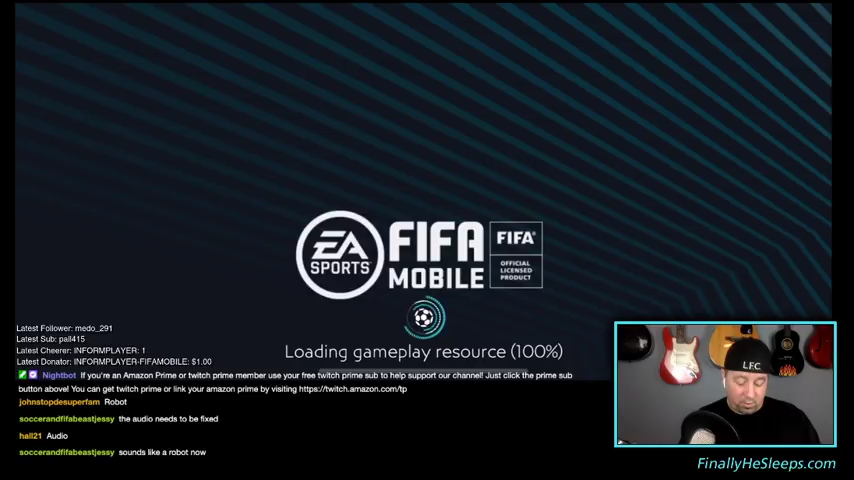 EA
SPORTS
FIFA
MOBILE
FIFA
OFFICIAL
LICENSED
PRODUCT
Loading gameplay resource (100%)
Latest Follower: medo_291
Latest Sub: pall415
Latest Cheerer: INFORMPLAYER: 1
Latest Donator: INFORMPLAYER-FIFAMOBILE: $1.00
Nightbot If you're an Amazon Prime or twitch prime member use your free twitch prime sub to help support our channel! Just click the prime sub
button above! You can get twitch prime or link your amazon prime by visiting https://twitch.amazon.com/tp
johnstopdesuperfam Robot
soccerandfifabeastjessy the audio needs to be fixed
hall21 Audio
soccerandfifabeastjessy sounds like a robot now
L.F.C.
FinallyHeSleeps.com